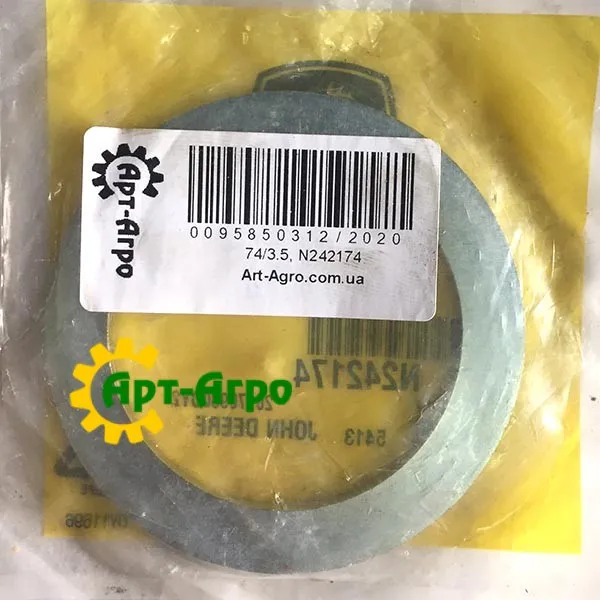 Арт-Агро
0095850312/2020
74/3.5, N242174
Art-Agro.com.ua
N242174
Арт-Агро
5413 JOHN DEERE